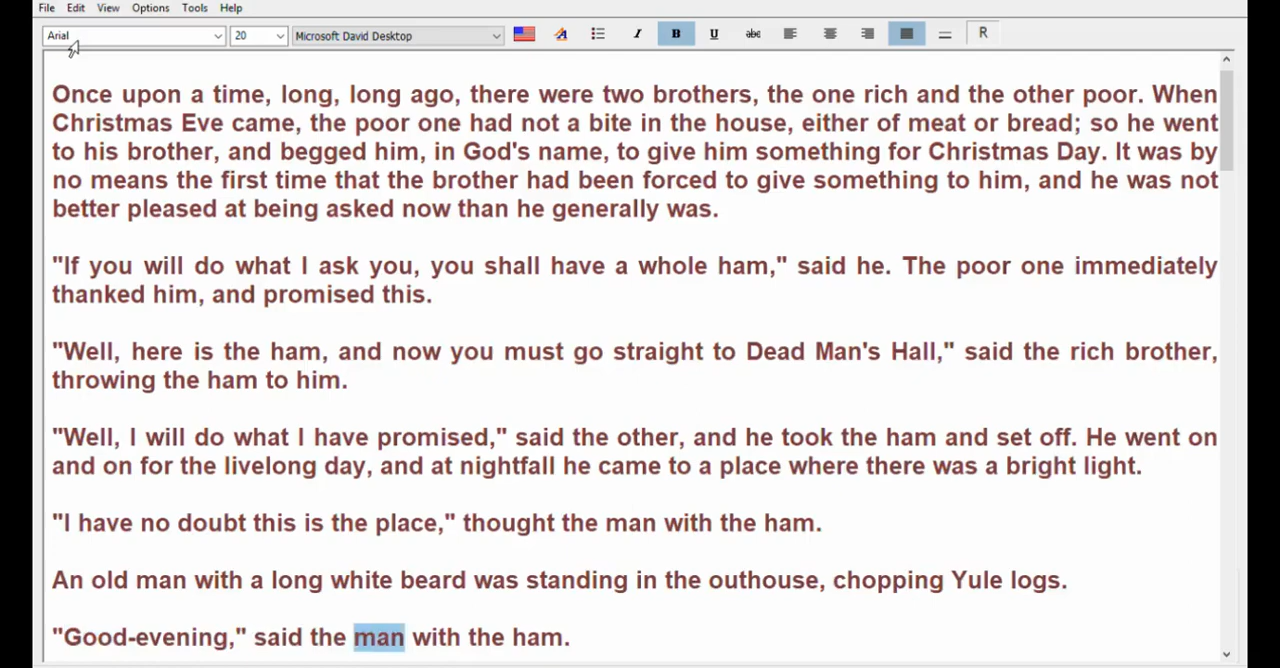 File Edit View Options Tools Help
Arial 20 Microsoft David Desktop I B U abc R
Once upon a time, long, long ago, there were two brothers, the one rich and the other poor. When
Christmas Eve came, the poor one had not a bite in the house, either of meat or bread; so he went
to his brother, and begged him, in God's name, to give him something for Christmas Day. It was by
no means the first time that the brother had been forced to give something to him, and he was not
better pleased at being asked now than he generally was.
"If you will do what I ask you, you shall have a whole ham," said he. The poor one immediately
thanked him, and promised this.
"Well, here is the ham, and now you must go straight to Dead Man's Hall," said the rich brother,
throwing the ham to him.
"Well, I will do what I have promised," said the other, and he took the ham and set off. He went on
and on for the livelong day, and at nightfall he came to a place where there was a bright light.
"I have no doubt this is the place," thought the man with the ham.
An old man with a long white beard was standing in the outhouse, chopping Yule logs.
"Good-evening," said the man with the ham.